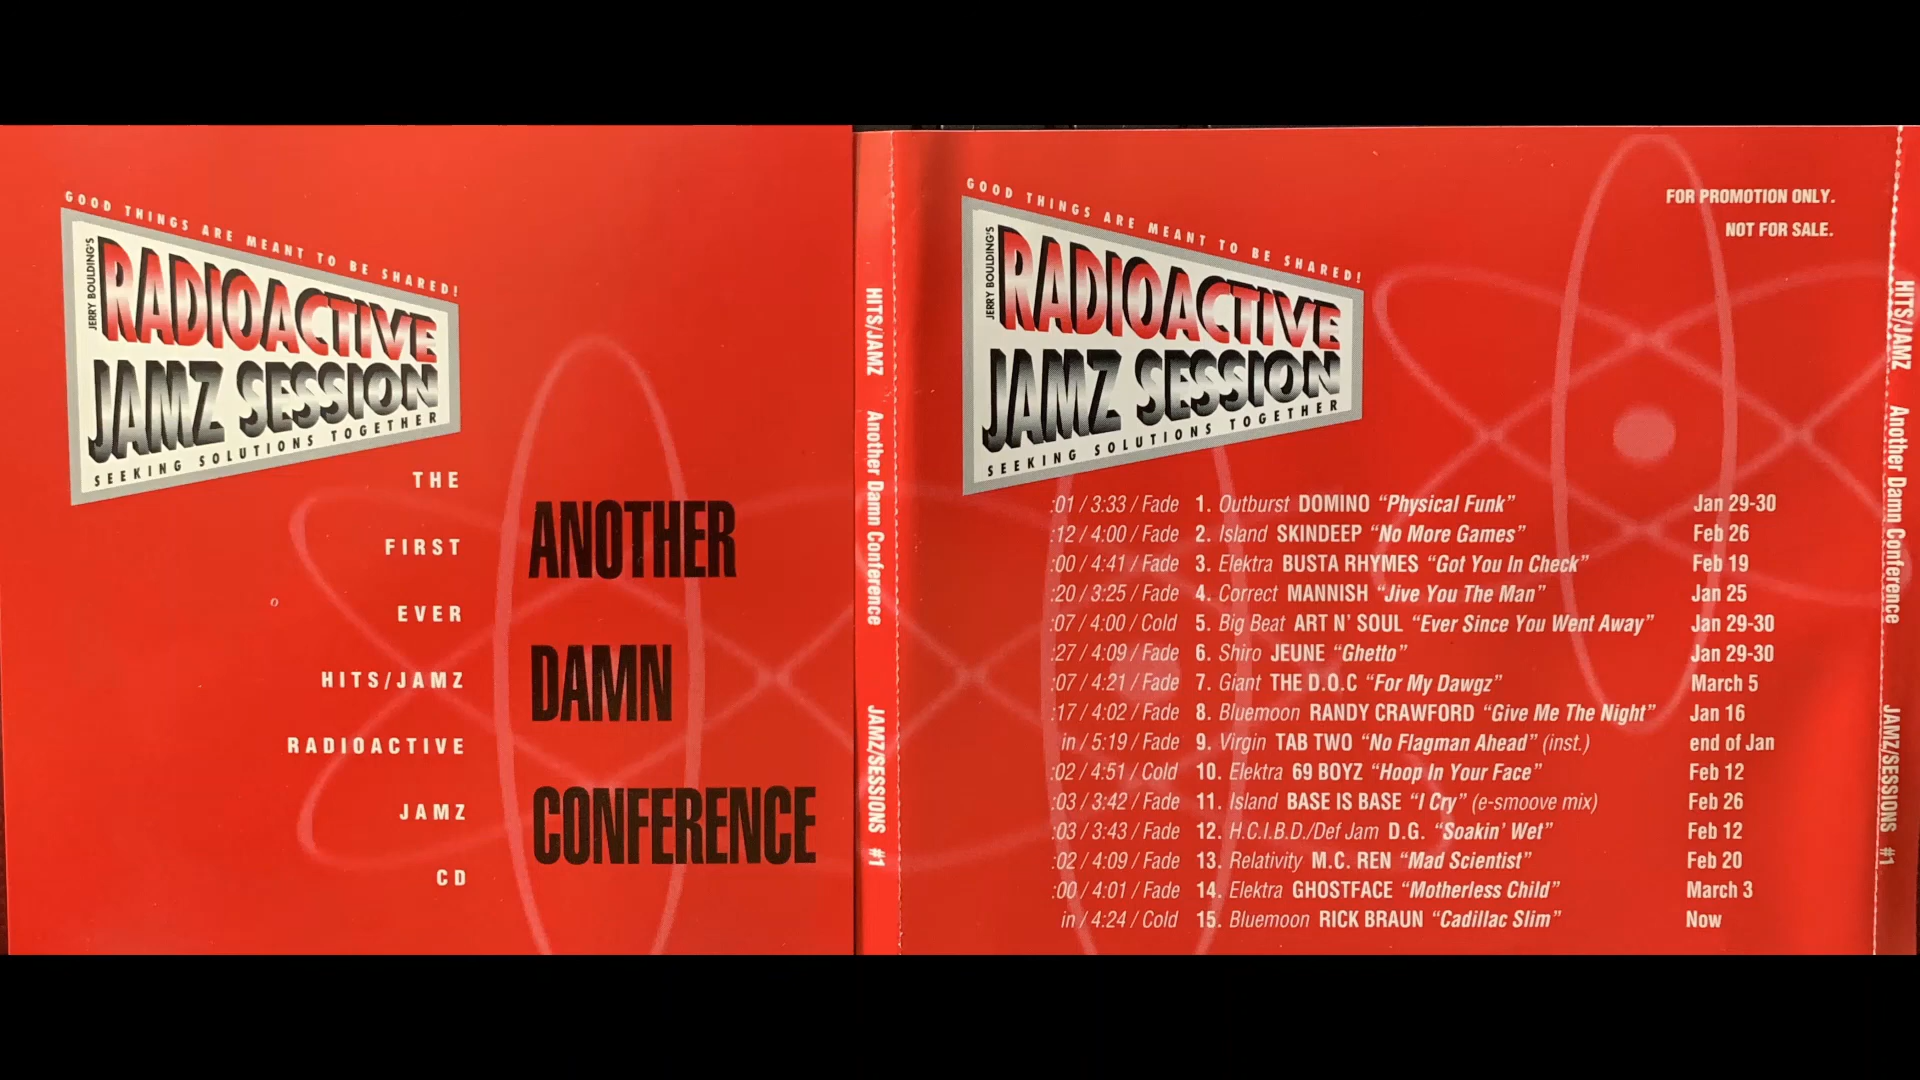 GOOD THINGS ARE MEANT TO BE SHARED!
JERRY BOULDING'S
RADIOACTIVE
JAMZ SESSION
SEEKING SOLUTIONS TOGETHER
THE
FIRST
EVER
HITS/JAMZ
RADIOACTIVE
JAMZ
CD
ANOTHER
DAMN
CONFERENCE
HITS/JAMZ Another Damn Conference JAMZ/SESSIONS #1
GOOD THINGS ARE MEANT TO BE SHARED!
JERRY BOULDING'S
RADIOACTIVE
JAMZ SESSION
SEEKING SOLUTIONS TOGETHER
FOR PROMOTION ONLY.
NOT FOR SALE.
:01 / 3:33 / Fade 1. Outburst DOMINO “Physical Funk” Jan 29-30
:12 / 4:00 / Fade 2. Island SKINDEEP “No More Games” Feb 26
:00 / 4:41 / Fade 3. Elektra BUSTA RHYMES “Got You In Check” Feb 19
:20 / 3:25 / Fade 4. Correct MANNISH “Jive You The Man” Jan 25
:07 / 4:00 / Cold 5. Big Beat ART N' SOUL “Ever Since You Went Away” Jan 29-30
:27 / 4:09 / Fade 6. Shiro JEUNE “Ghetto” Jan 29-30
:07 / 4:21 / Fade 7. Giant THE D.O.C “For My Dawgz” March 5
:17 / 4:02 / Fade 8. Bluemoon RANDY CRAWFORD “Give Me The Night” Jan 16
in / 5:19 / Fade 9. Virgin TAB TWO “No Flagman Ahead” (inst.) end of Jan
:02 / 4:51 / Cold 10. Elektra 69 BOYZ “Hoop In Your Face” Feb 12
:03 / 3:42 / Fade 11. Island BASE IS BASE “I Cry” (e-smoove mix) Feb 26
:03 / 3:43 / Fade 12. H.C.I.B.D./Def Jam D.G. “Soakin' Wet” Feb 12
:02 / 4:09 / Fade 13. Relativity M.C. REN “Mad Scientist” Feb 20
:00 / 4:01 / Fade 14. Elektra GHOSTFACE “Motherless Child” March 3
in / 4:24 / Cold 15. Bluemoon RICK BRAUN “Cadillac Slim” Now
HITS/JAMZ Another Damn Conference JAMZ/SESSIONS #1